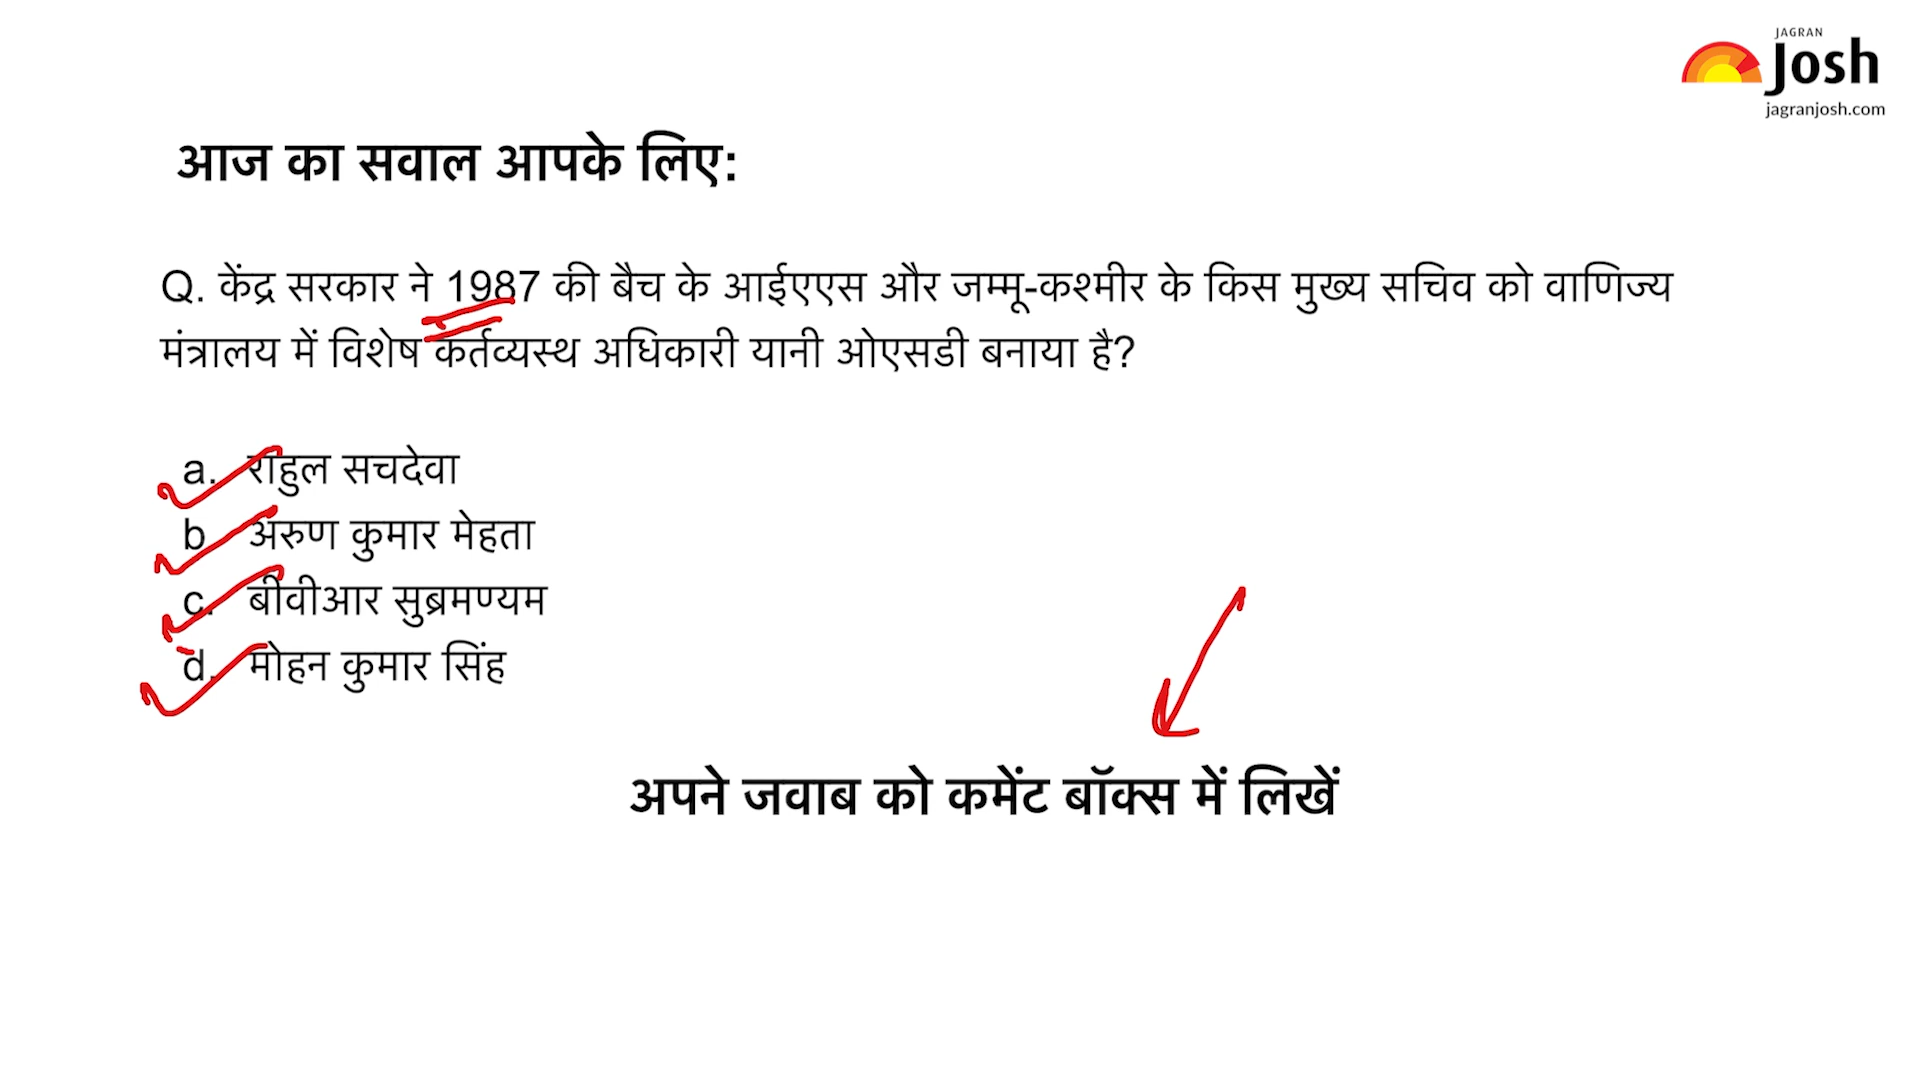 JAGRAN
Josh
jagranjosh.com
आज का सवाल आपके लिए:
Q. केंद्र सरकार ने 1987 की बैच के आईएएस और जम्मू-कश्मीर के किस मुख्य सचिव को वाणिज्य
मंत्रालय में विशेष कर्तव्यस्थ अधिकारी यानी ओएसडी बनाया है?
a. राहुल सचदेवा
b अरुण कुमार मेहता
c. बीवीआर सुब्रमण्यम
d. मोहन कुमार सिंह
अपने जवाब को कमेंट बॉक्स में लिखें